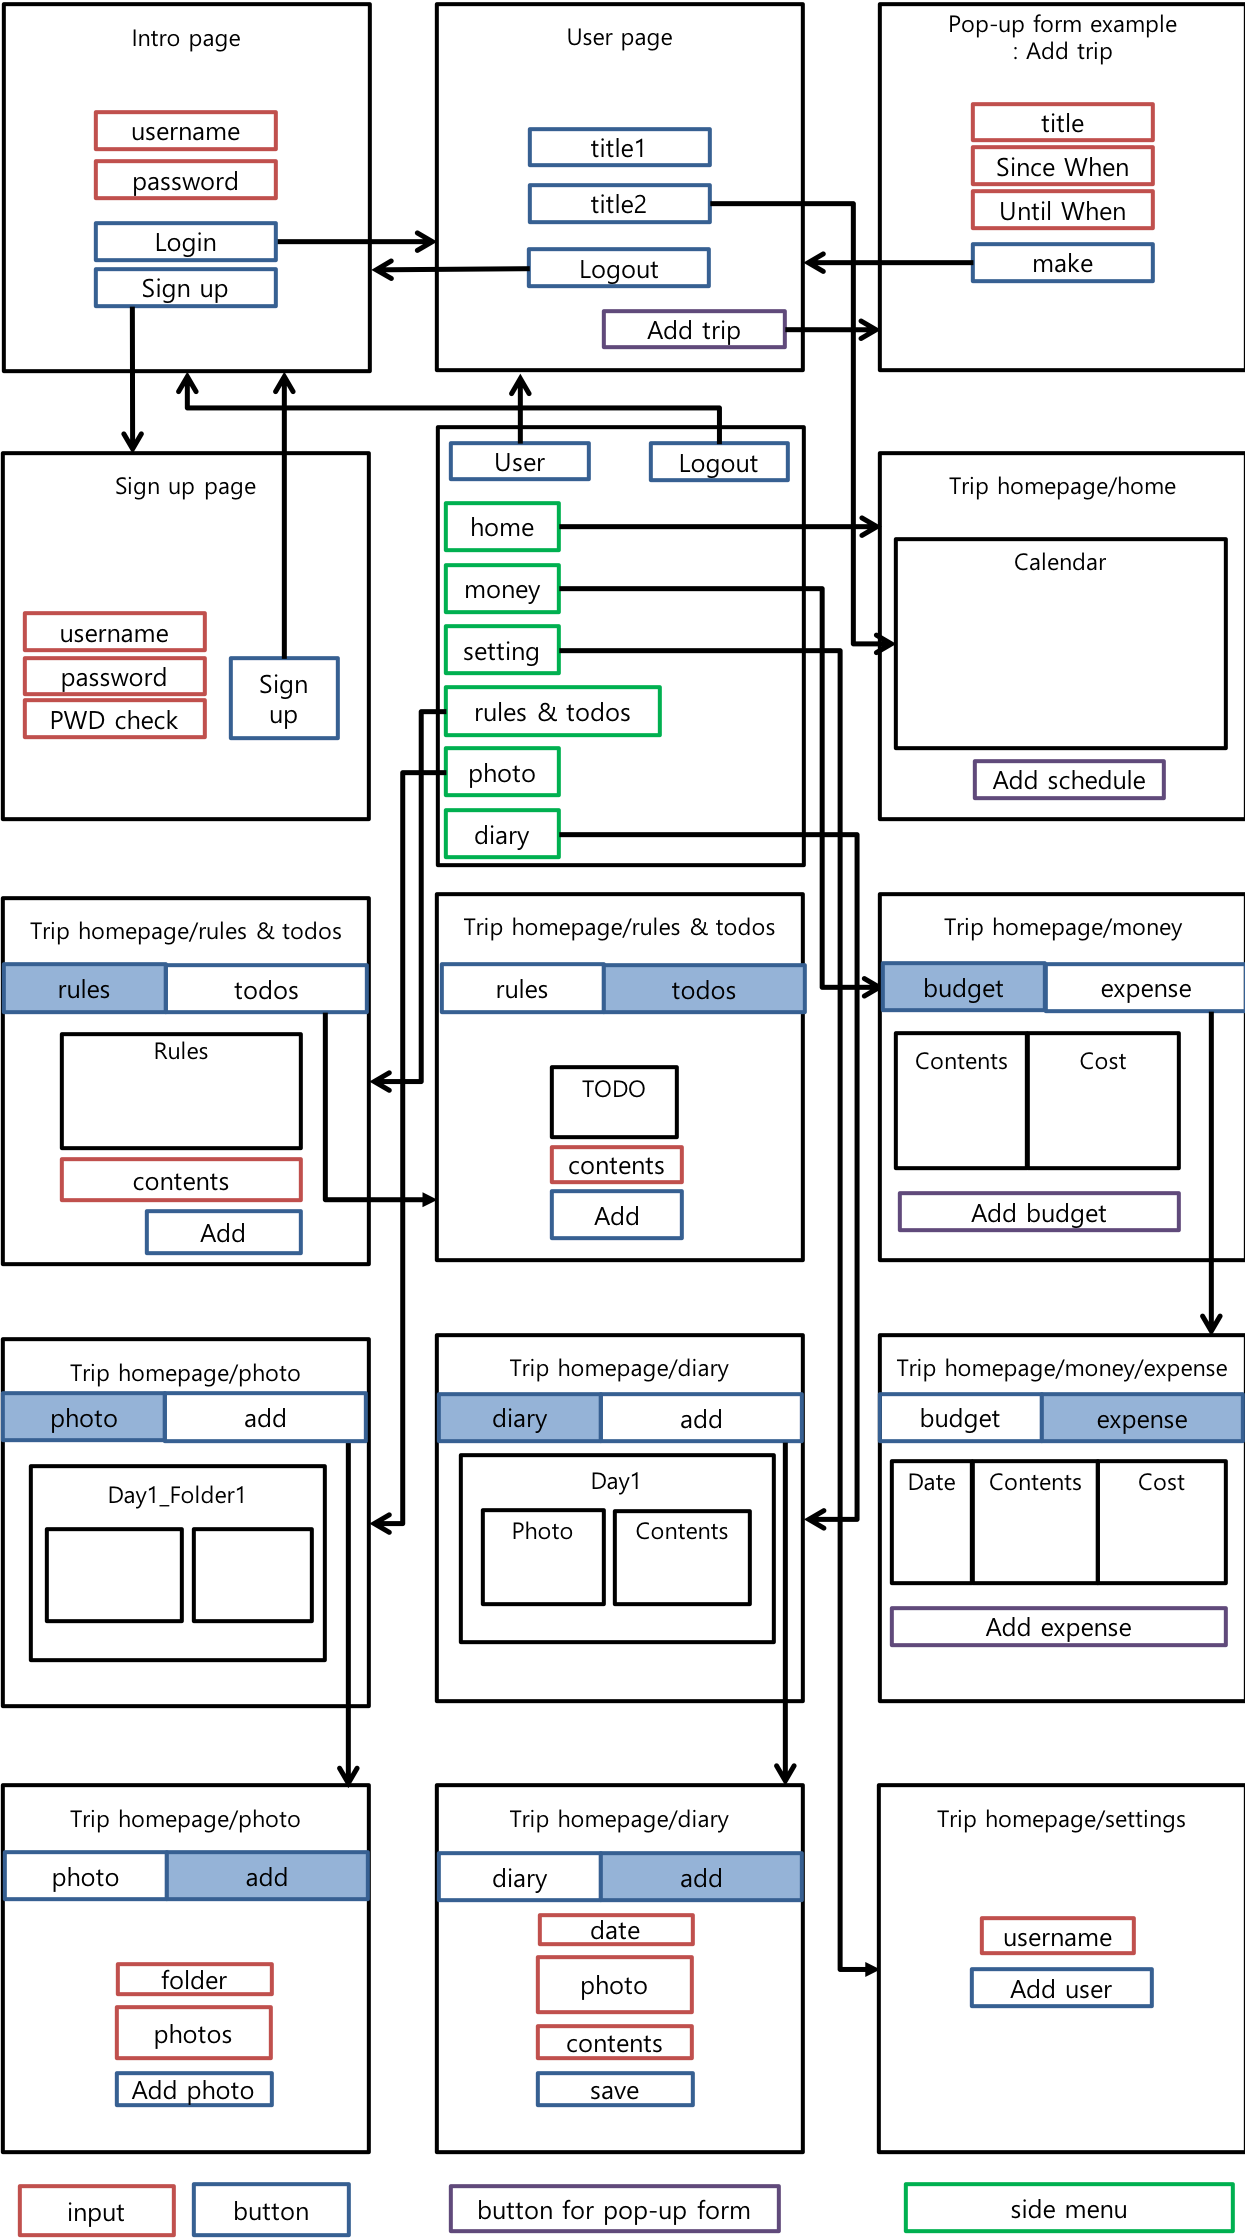 Intro page
username
password
Login
Sign up
User page
title1
title2
Logout
Add trip
Pop-up form example
: Add trip
title
Since When
Until When
make
Sign up page
username
password
PWD check
Sign
up
User
Logout
home
money
setting
rules & todos
photo
diary
Trip homepage/home
Calendar
Add schedule
Trip homepage/rules & todos
rules
todos
Rules
contents
Add
Trip homepage/rules & todos
rules
todos
TODO
contents
Add
Trip homepage/money
budget
expense
Contents
Cost
Add budget
Trip homepage/photo
photo
add
Day1_Folder1
Trip homepage/diary
diary
add
Day1
Photo
Contents
Trip homepage/money/expense
budget
expense
Date
Contents
Cost
Add expense
Trip homepage/photo
photo
add
folder
photos
Add photo
Trip homepage/diary
diary
add
date
photo
contents
save
Trip homepage/settings
username
Add user
input
button
button for pop-up form
side menu